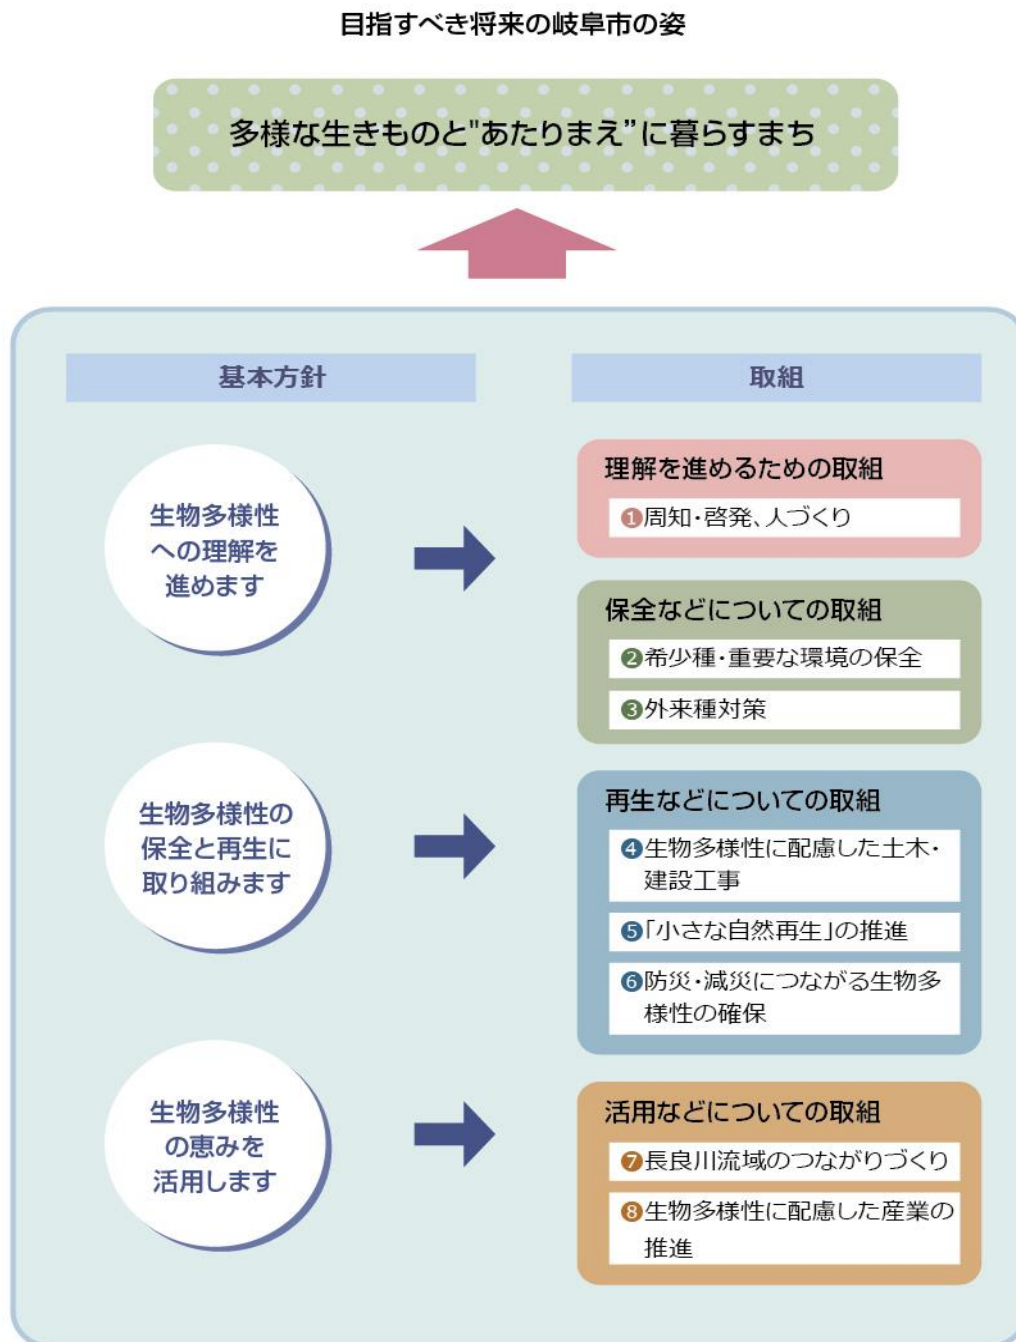 目指すべき将来の岐阜市の姿
多様な生きものと"あたりまえ”に暮らすまち
基本方針
取組
生物多様性
への理解を
進めます
理解を進めるための取組
❶周知・啓発、人づくり
保全などについての取組
❷希少種・重要な環境の保全
❸外来種対策
生物多様性の
保全と再生に
取り組みます
再生などについての取組
❹生物多様性に配慮した土木・
建設工事
❺「小さな自然再生」の推進
❻防災・減災につながる生物多
様性の確保
生物多様性
の恵みを
活用します
活用などについての取組
❼長良川流域のつながりづくり
❽生物多様性に配慮した産業の
推進